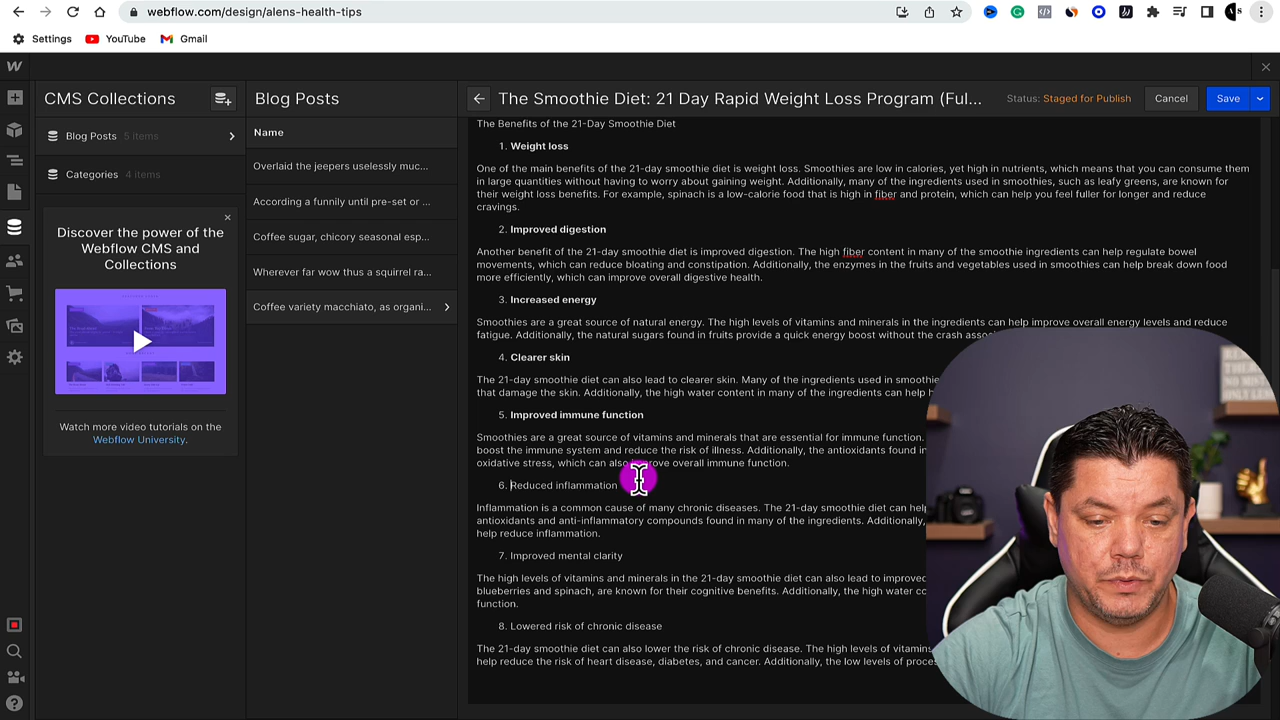 webflow.com/design/alens-health-tips
Settings YouTube Gmail
CMS Collections
Blog Posts 5 items
Categories 4 items
Discover the power of the
Webflow CMS and
Collections
Watch more video tutorials on the
Webflow University.
Blog Posts
Name
Overlaid the jeepers uselessly muc...
According a funnily until pre-set or ...
Coffee sugar, chicory seasonal esp...
Wherever far wow thus a squirrel ra...
Coffee variety macchiato, as organi...
The Smoothie Diet: 21 Day Rapid Weight Loss Program (Ful...
Status: Staged for Publish
Cancel
Save
The Benefits of the 21-Day Smoothie Diet
1. Weight loss
One of the main benefits of the 21-day smoothie diet is weight loss. Smoothies are low in calories, yet high in nutrients, which means that you can consume them
in large quantities without having to worry about gaining weight. Additionally, many of the ingredients used in smoothies, such as leafy greens, are known for
their weight loss benefits. For example, spinach is a low-calorie food that is high in fiber and protein, which can help you feel fuller for longer and reduce
cravings.
2. Improved digestion
Another benefit of the 21-day smoothie diet is improved digestion. The high fiber content in many of the smoothie ingredients can help regulate bowel
movements, which can reduce bloating and constipation. Additionally, the enzymes in the fruits and vegetables used in smoothies can help break down food
more efficiently, which can improve overall digestive health.
3. Increased energy
Smoothies are a great source of natural energy. The high levels of vitamins and minerals in the ingredients can help improve overall energy levels and reduce
fatigue. Additionally, the natural sugars found in fruits provide a quick energy boost without the crash
4. Clearer skin
The 21-day smoothie diet can also lead to clearer skin. Many of the ingredients used in smoothie
that damage the skin. Additionally, the high water content in many of the ingredients can help
5. Improved immune function
Smoothies are a great source of vitamins and minerals that are essential for immune function.
boost the immune system and reduce the risk of illness. Additionally, the antioxidants found in
oxidative stress, which can also improve overall immune function.
6. Reduced inflammation
Inflammation is a common cause of many chronic diseases. The 21-day smoothie diet can help
antioxidants and anti-inflammatory compounds found in many of the ingredients. Additionally,
help reduce inflammation.
7. Improved mental clarity
The high levels of vitamins and minerals in the 21-day smoothie diet can also lead to improved
blueberries and spinach, are known for their cognitive benefits. Additionally, the high water
function.
8. Lowered risk of chronic disease
The 21-day smoothie diet can also lower the risk of chronic disease. The high levels of vitamins
help reduce the risk of heart disease, diabetes, and cancer. Additionally, the low levels of